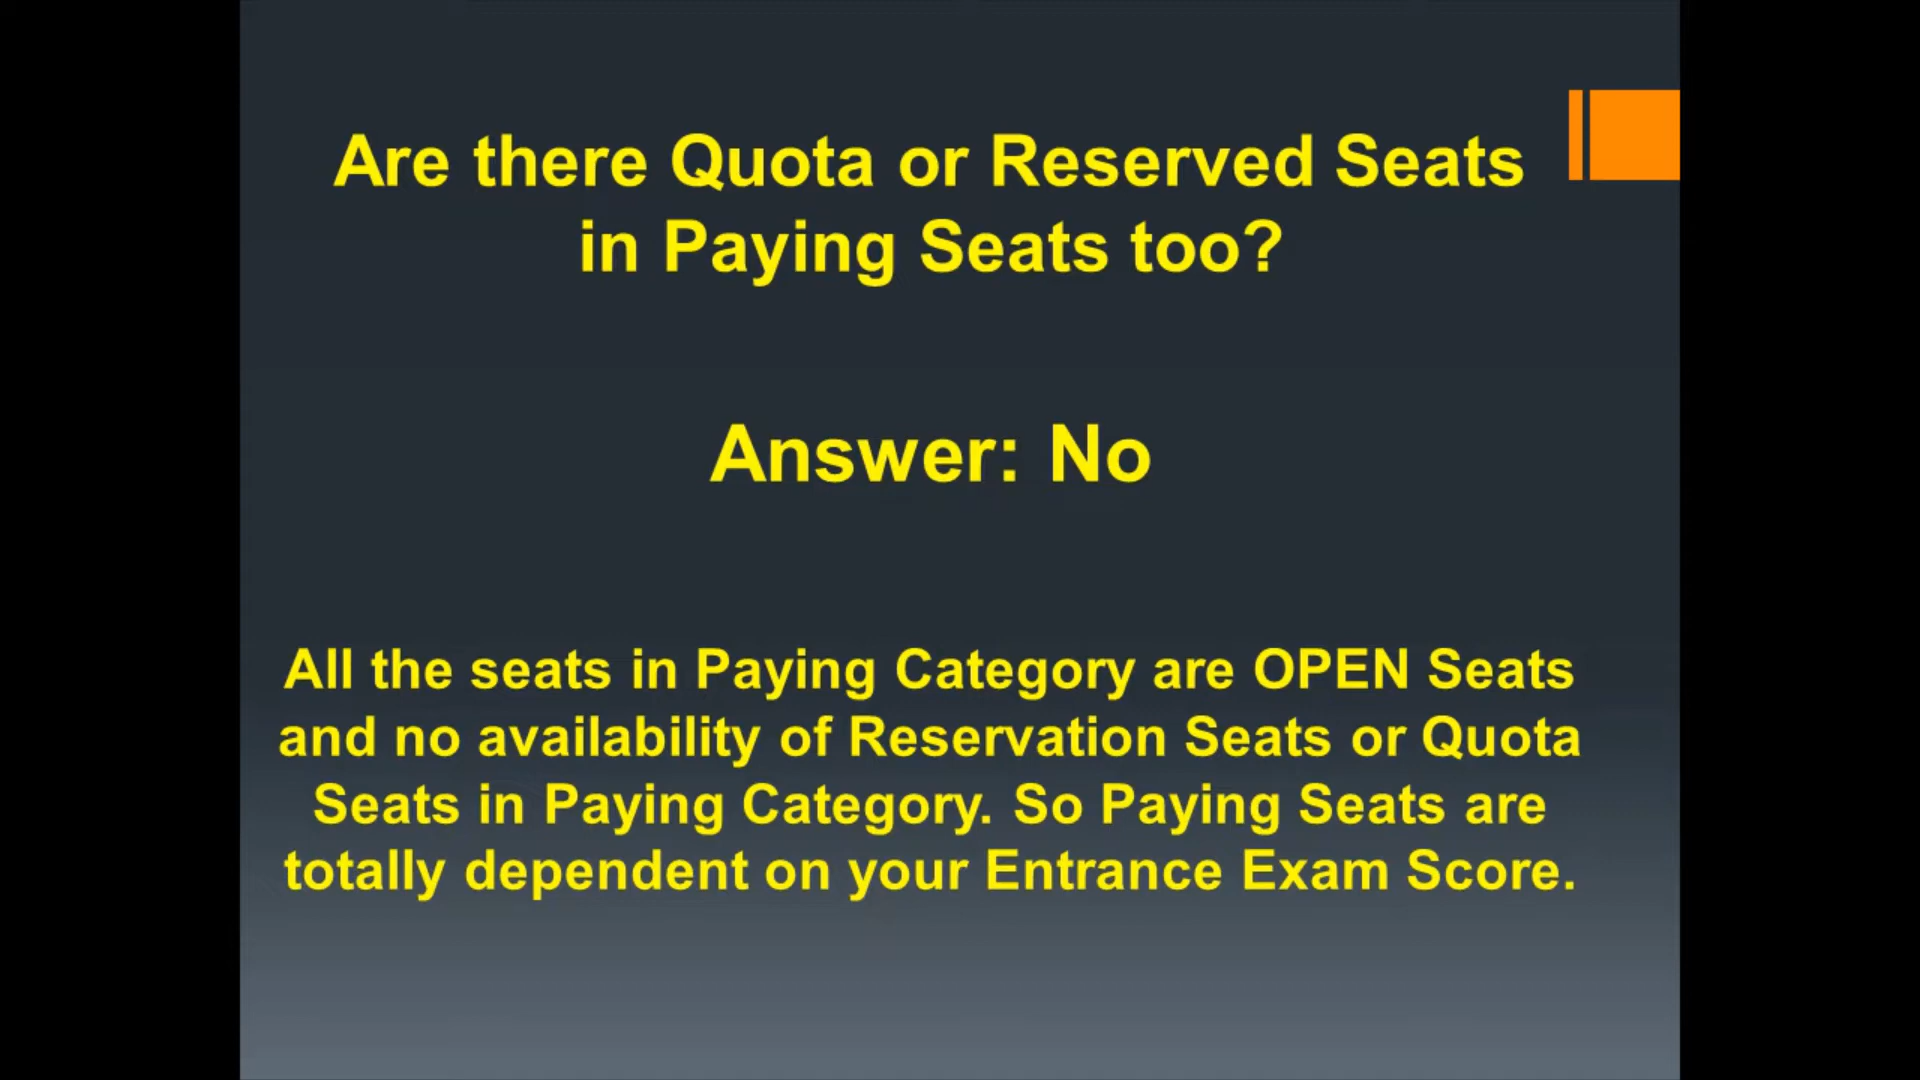 Are there Quota or Reserved Seats
in Paying Seats too?
Answer: No
All the seats in Paying Category are OPEN Seats
and no availability of Reservation Seats or Quota
Seats in Paying Category. So Paying Seats are
totally dependent on your Entrance Exam Score.